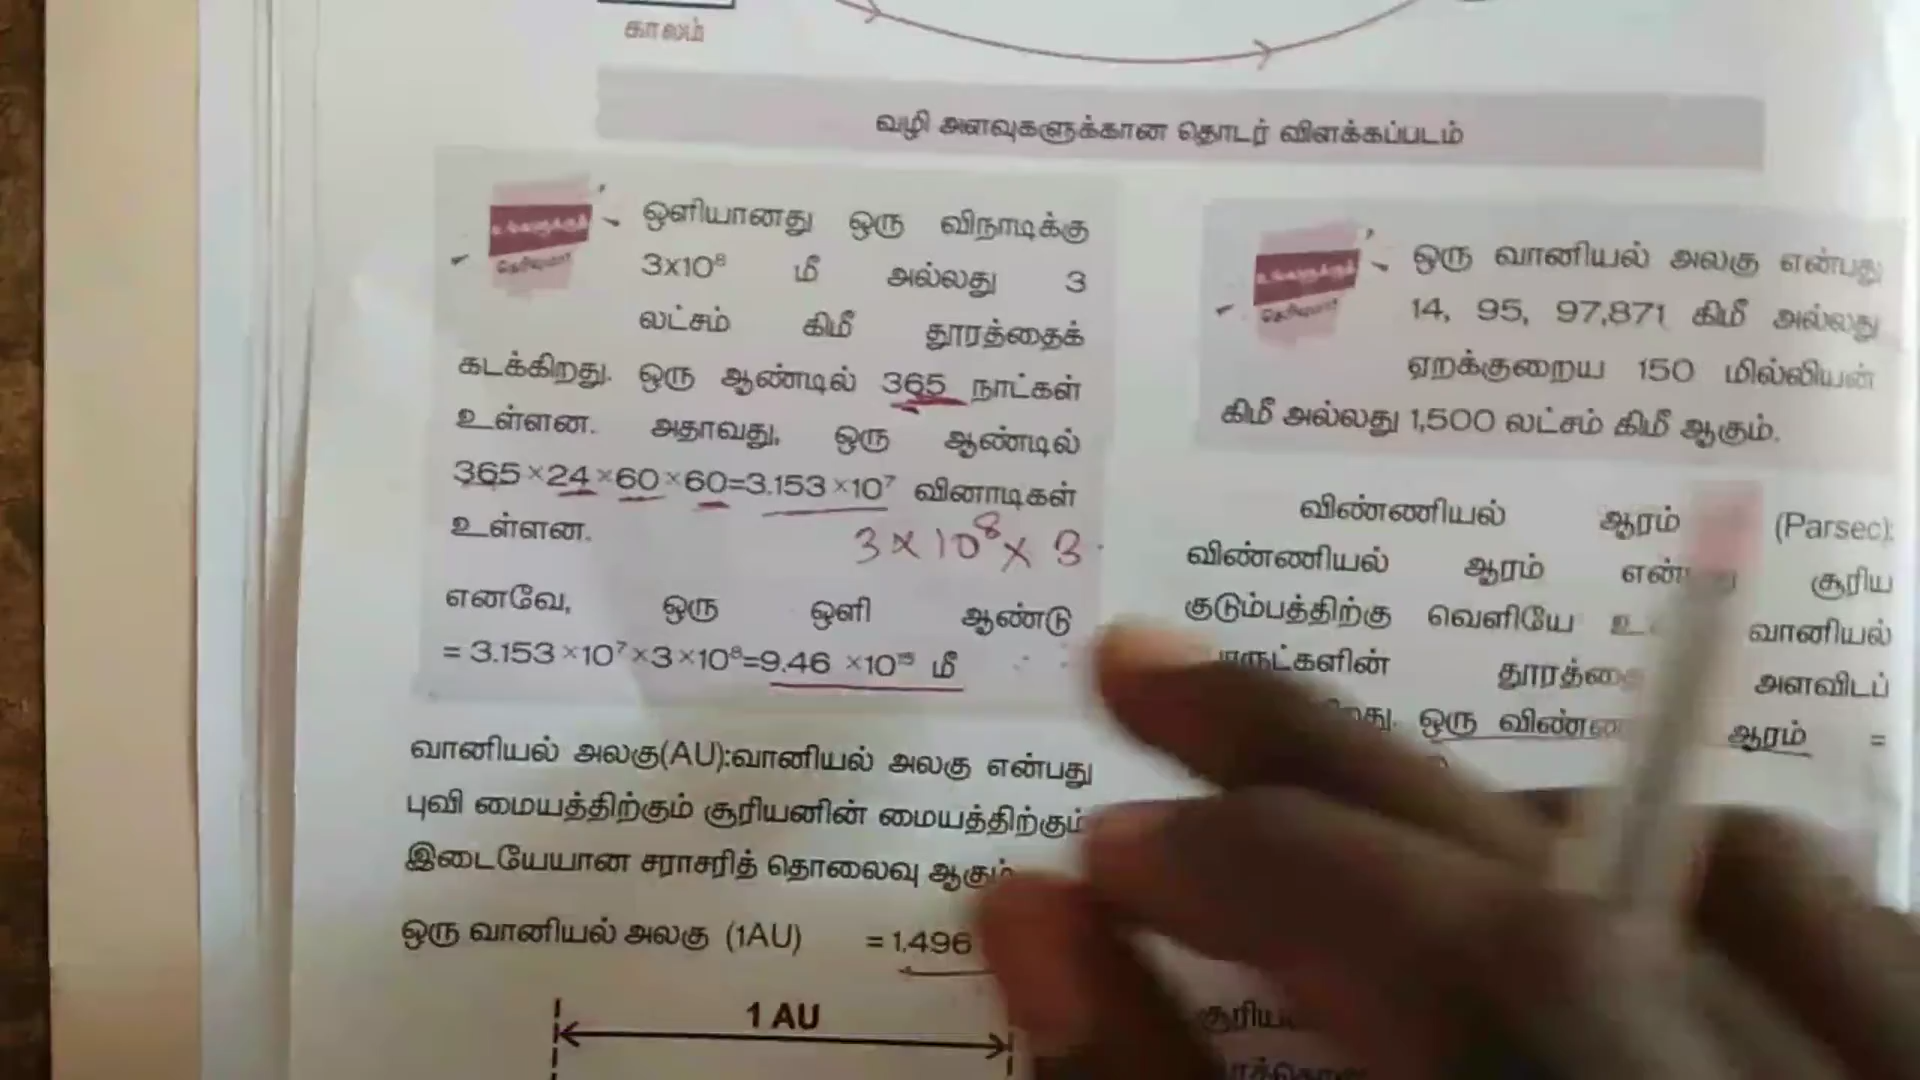 காலம்
வழி அளவுகளுக்கான தொடர் விளக்கப்படம்
உங்களுக்குத்
தெரியுமா?
ஒளியானது ஒரு விநாடிக்கு
3x10⁸ மீ அல்லது 3
லட்சம் கிமீ தூரத்தைக்
கடக்கிறது. ஒரு ஆண்டில் 365 நாட்கள்
உள்ளன. அதாவது, ஒரு ஆண்டில்
365×24×60×60=3.153×10⁷ வினாடிகள்
உள்ளன.
3×10⁸× 3
எனவே, ஒரு ஒளி ஆண்டு
= 3.153×10⁷×3×10⁸=9.46 ×10¹⁵ மீ
வானியல் அலகு(AU):வானியல் அலகு என்பது
புவி மையத்திற்கும் சூரியனின் மையத்திற்கும்
இடையேயான சராசரித் தொலைவு ஆகும்
ஒரு வானியல் அலகு (1AU) = 1.496
1 AU
உங்களுக்குத்
தெரியுமா?
ஒரு வானியல் அலகு என்பது
14, 95, 97,871 கிமீ அல்லது
ஏறக்குறைய 150 மில்லியன்
கிமீ அல்லது 1,500 லட்சம் கிமீ ஆகும்.
விண்ணியல் ஆரம் (Parsec):
விண்ணியல் ஆரம் சூரிய
குடும்பத்திற்கு வெளியே வானியல்
அளவிடப்
ஒரு ஆரம் =